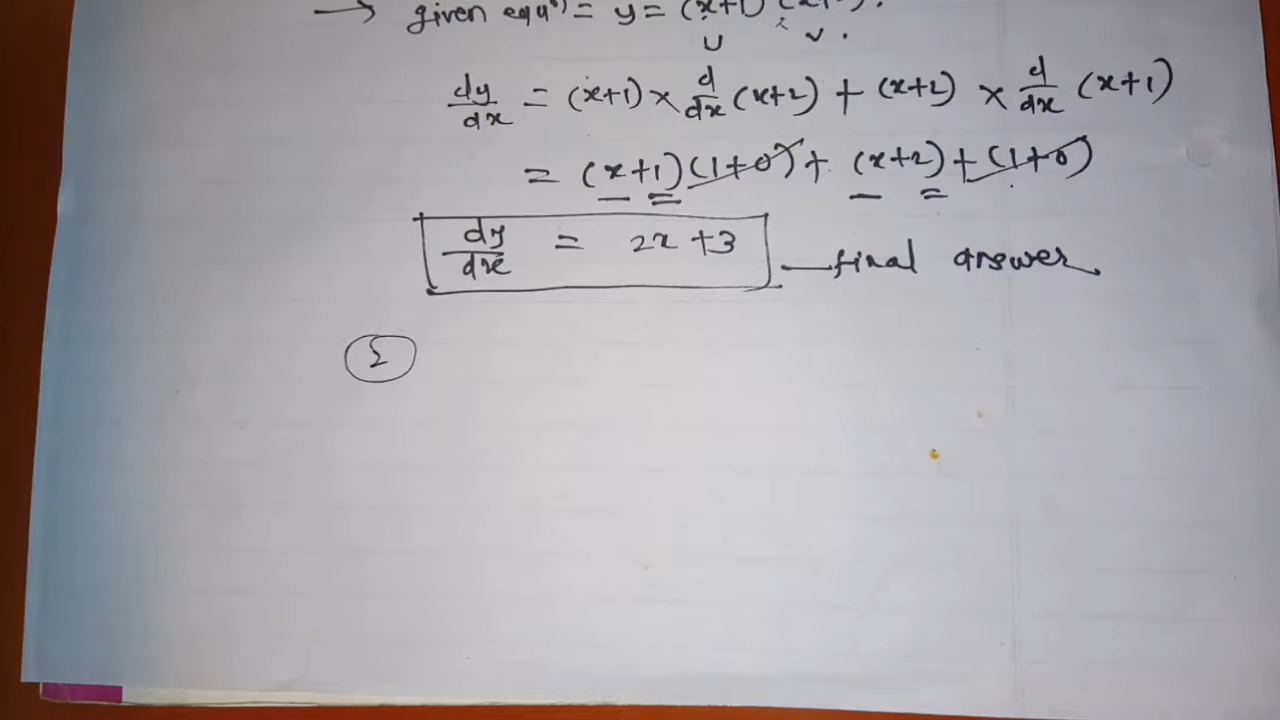 → given equⁿ = y = (x+1) (x+2).
U V.
dy/dx = (x+1) × d/dx (x+2) + (x+2) × d/dx (x+1)
= (x+1) (1+0) + (x+2) + (1+0)
dy/dx = 2x +3 — final answer.
2